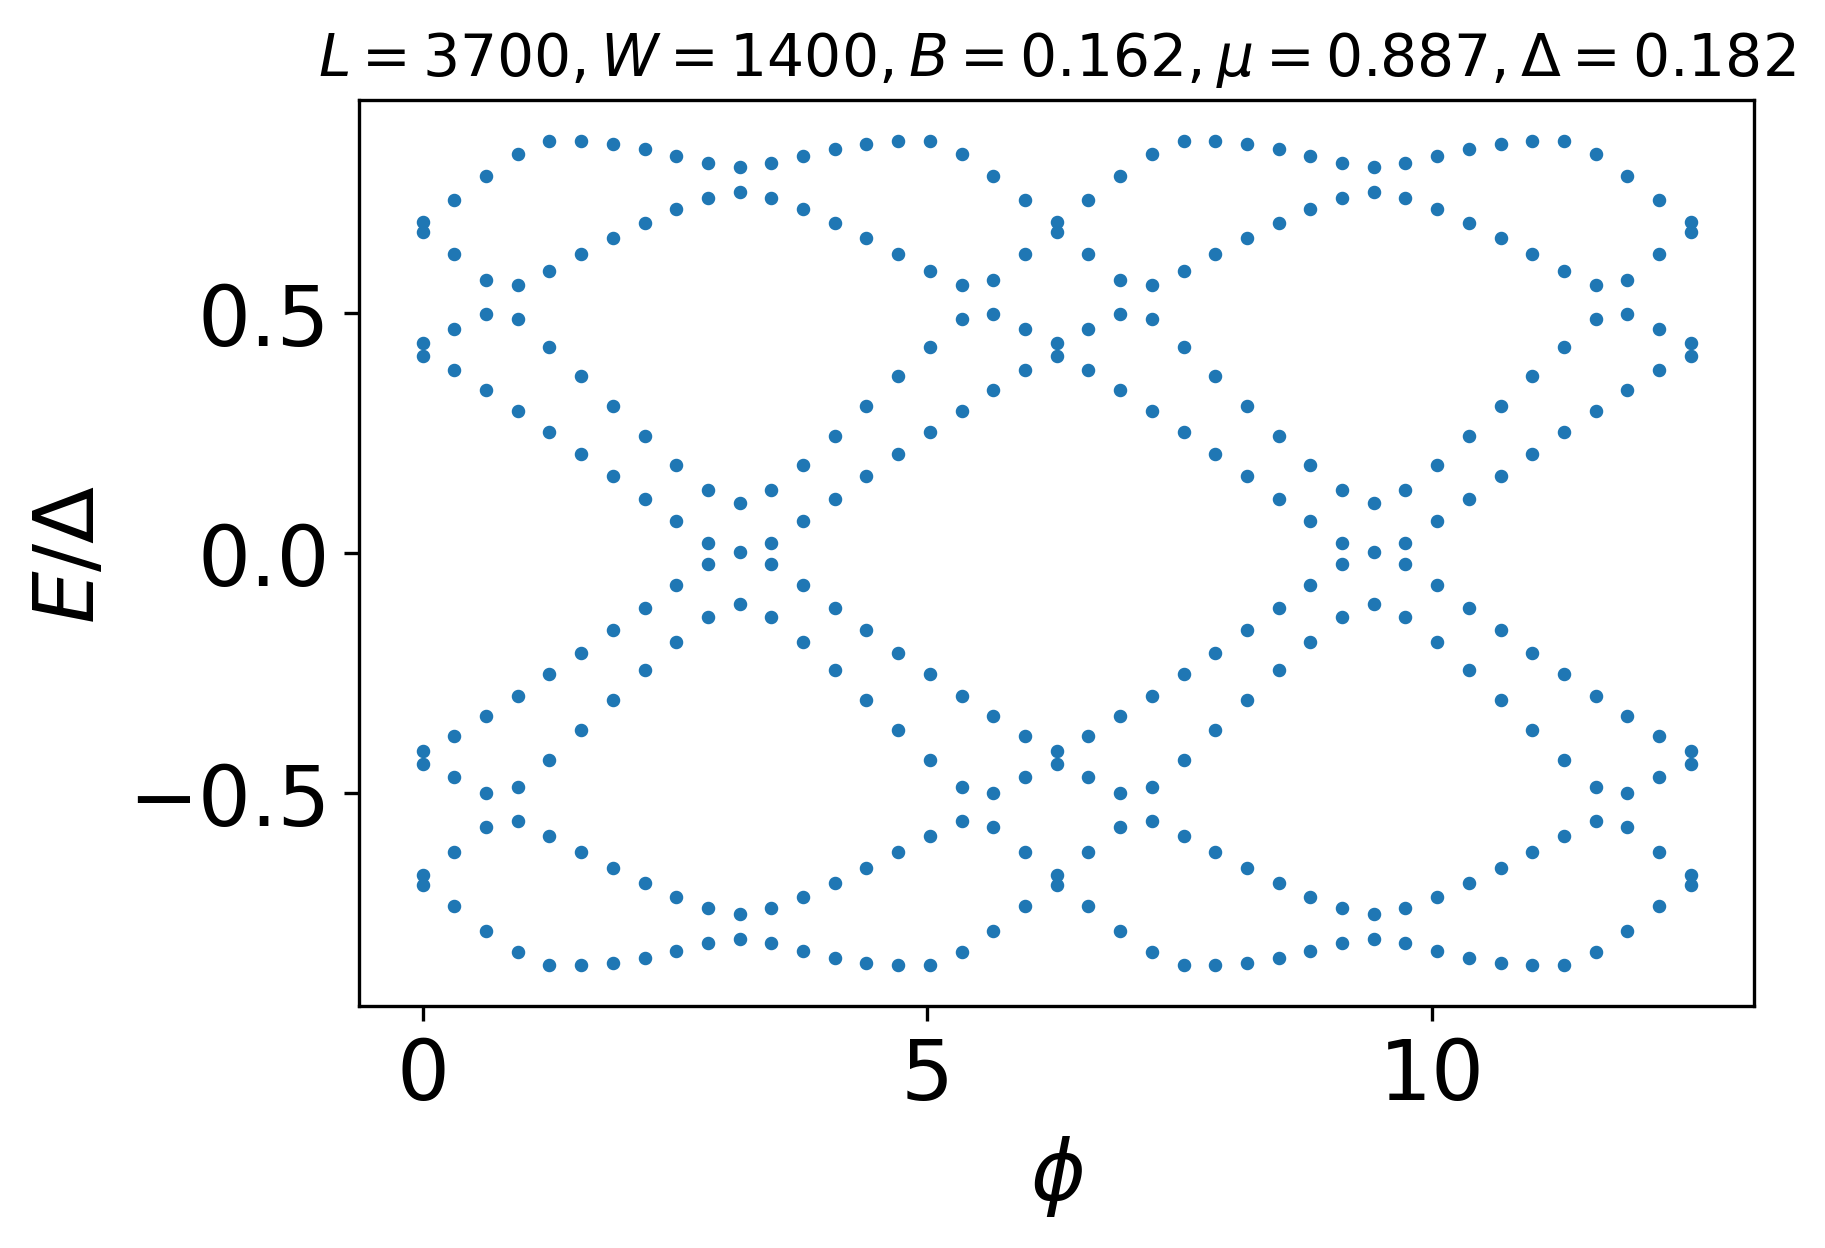 L = 3700, W = 1400, B = 0.162, μ = 0.887, Δ = 0.182
0.5
0.0
−0.5
E/Δ
0 5 10
ϕ